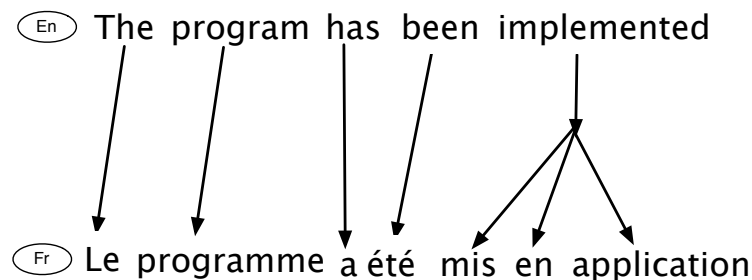 En The program has been implemented
Fr Le programme a été mis en application